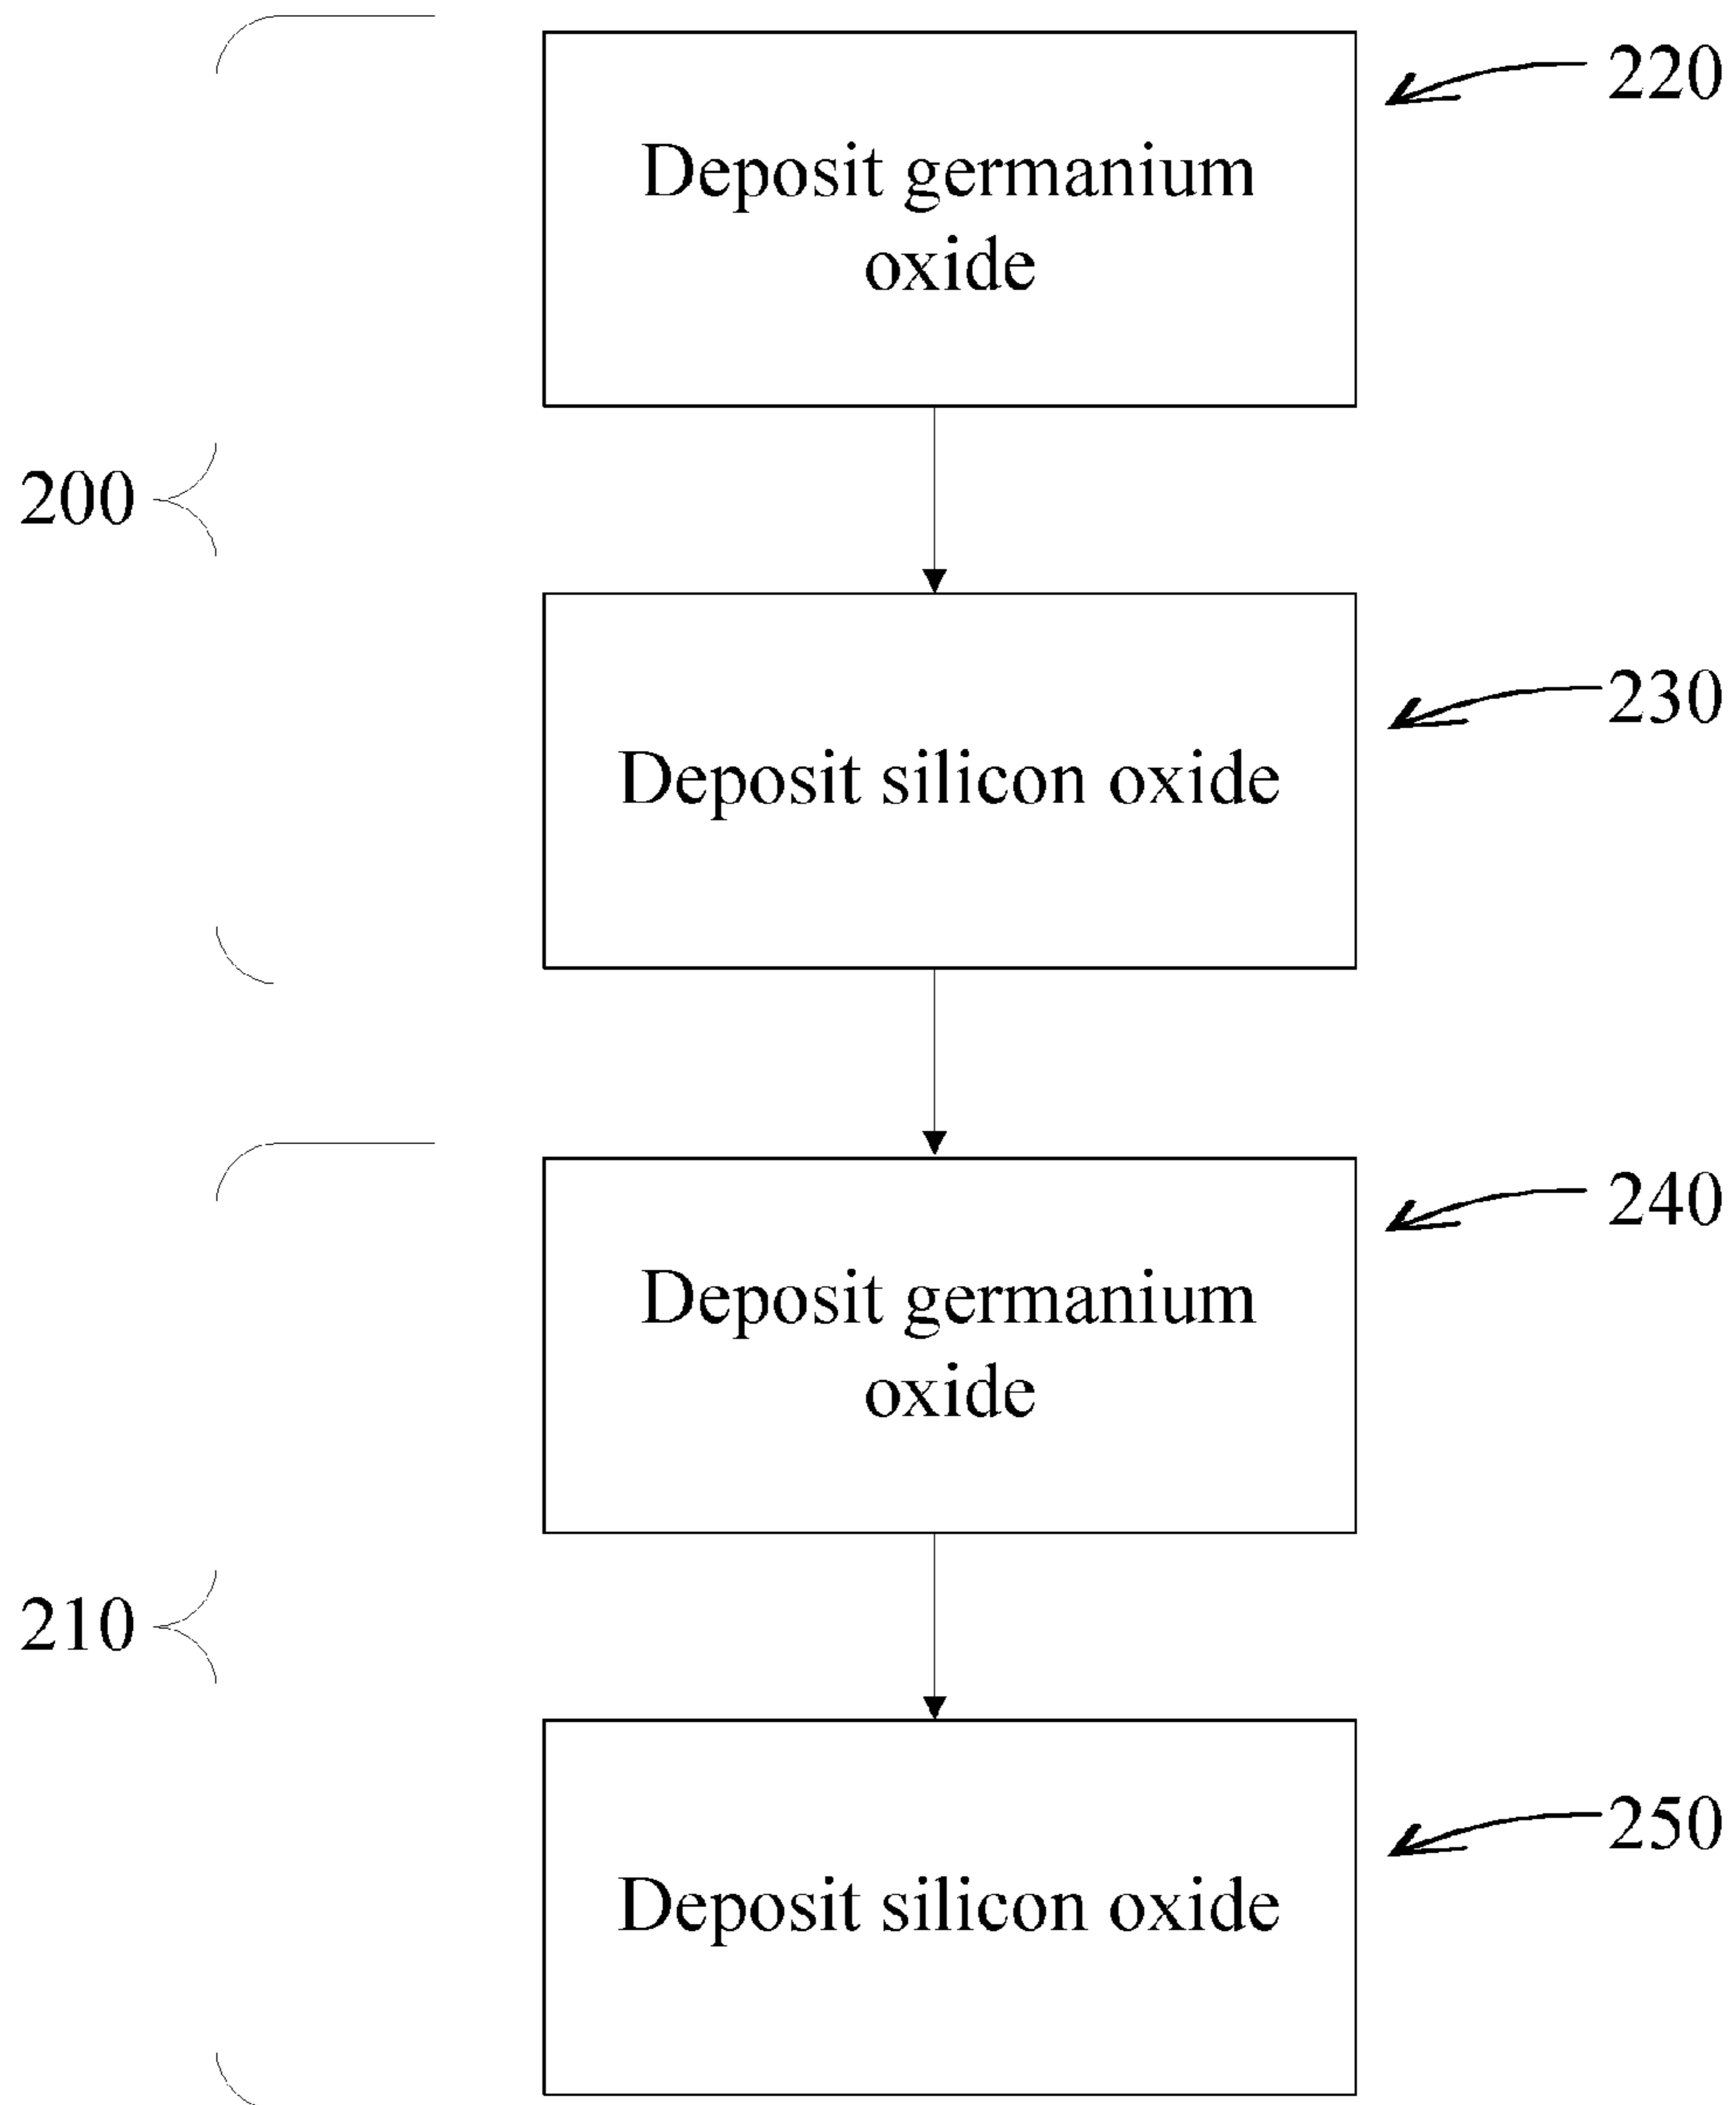 220
Deposit germanium
oxide
200
230
Deposit silicon oxide
240
Deposit germanium
oxide
210
250
Deposit silicon oxide